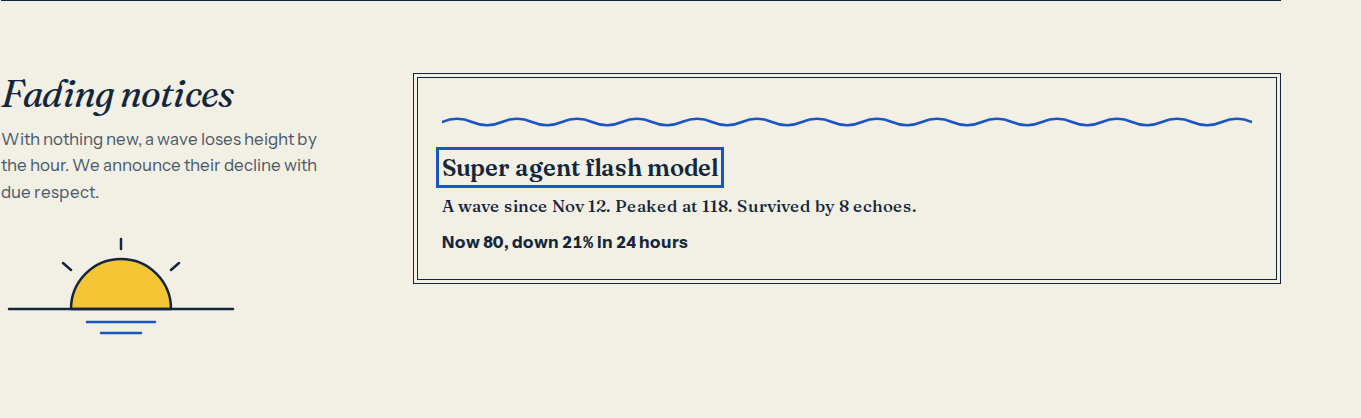 Fading notices
With nothing new, a wave loses height by
the hour. We announce their decline with
due respect.
Super agent flash model
A wave since Nov 12. Peaked at 118. Survived by 8 echoes.
Now 80, down 21% in 24 hours